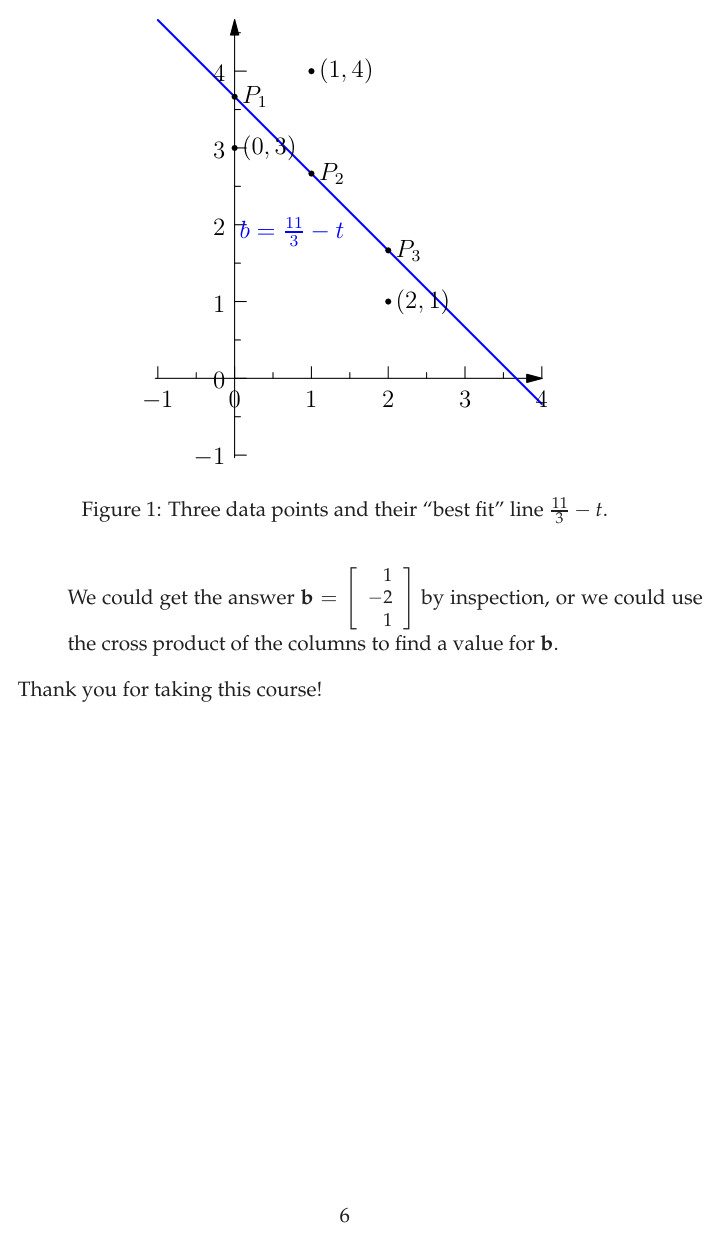 4
(1, 4)
P₁
3
(0, 3)
P₂
2
b = 11/3 − t
P₃
1
(2, 1)
0
−1 0 1 2 3 4
−1
Figure 1: Three data points and their “best fit” line 11/3 − t.
We could get the answer b = [ 1 −2 1 ] by inspection, or we could use
the cross product of the columns to find a value for b.
Thank you for taking this course!
6